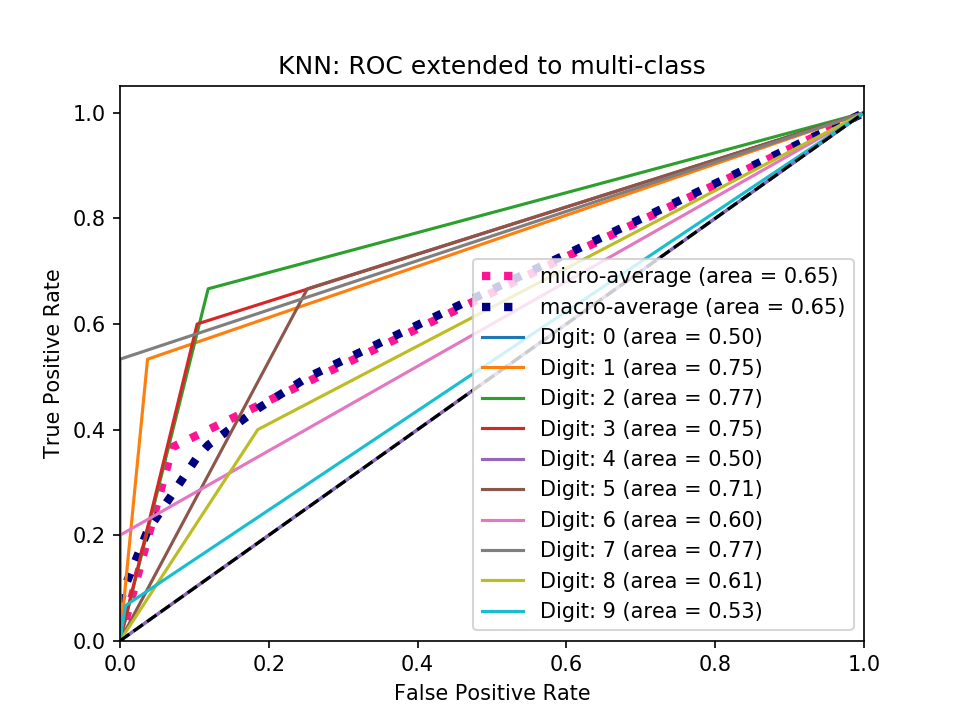 KNN: ROC extended to multi-class
1.0
0.8
0.6
0.4
0.2
0.0
True Positive Rate
micro-average (area = 0.65)
macro-average (area = 0.65)
Digit: 0 (area = 0.50)
Digit: 1 (area = 0.75)
Digit: 2 (area = 0.77)
Digit: 3 (area = 0.75)
Digit: 4 (area = 0.50)
Digit: 5 (area = 0.71)
Digit: 6 (area = 0.60)
Digit: 7 (area = 0.77)
Digit: 8 (area = 0.61)
Digit: 9 (area = 0.53)
0.0 0.2 0.4 0.6 0.8 1.0
False Positive Rate